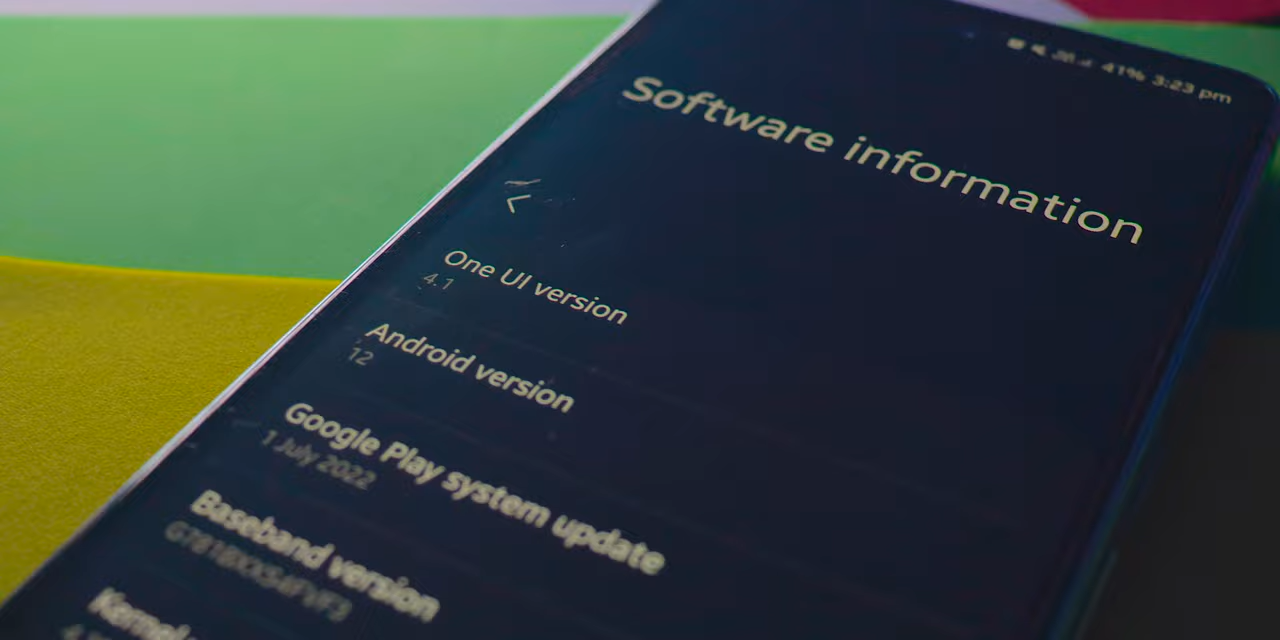 41% 3:23 pm
Software information
One UI version
4.1
Android version
12
Google Play system update
1 July 2022
Baseband version
Kernel